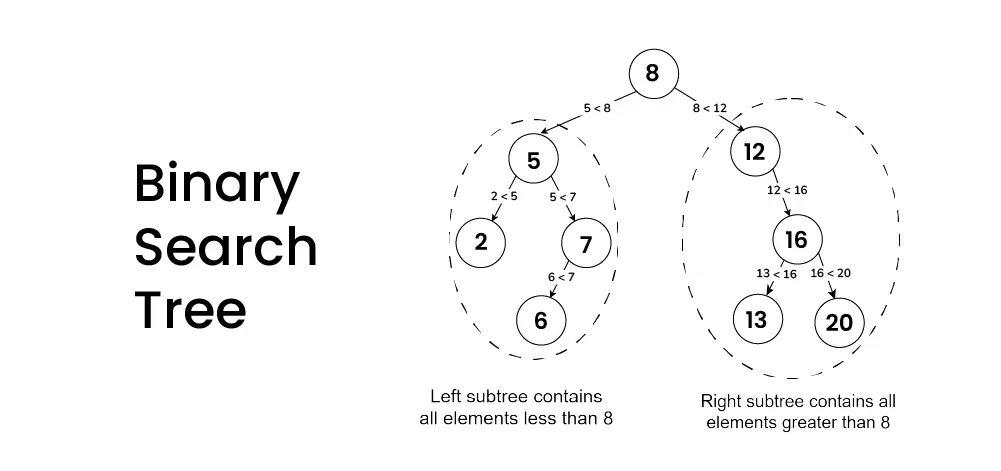 Binary
Search
Tree
8
5 < 8
8 < 12
5
12
2 < 5
5 < 7
12 < 16
2
7
16
6 < 7
13 < 16
16 < 20
6
13
20
Left subtree contains
all elements less than 8
Right subtree contains all
elements greater than 8